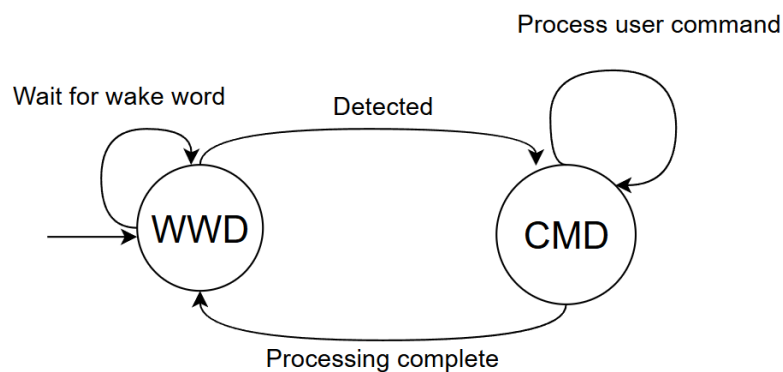 Process user command
Wait for wake word
Detected
WWD
CMD
Processing complete